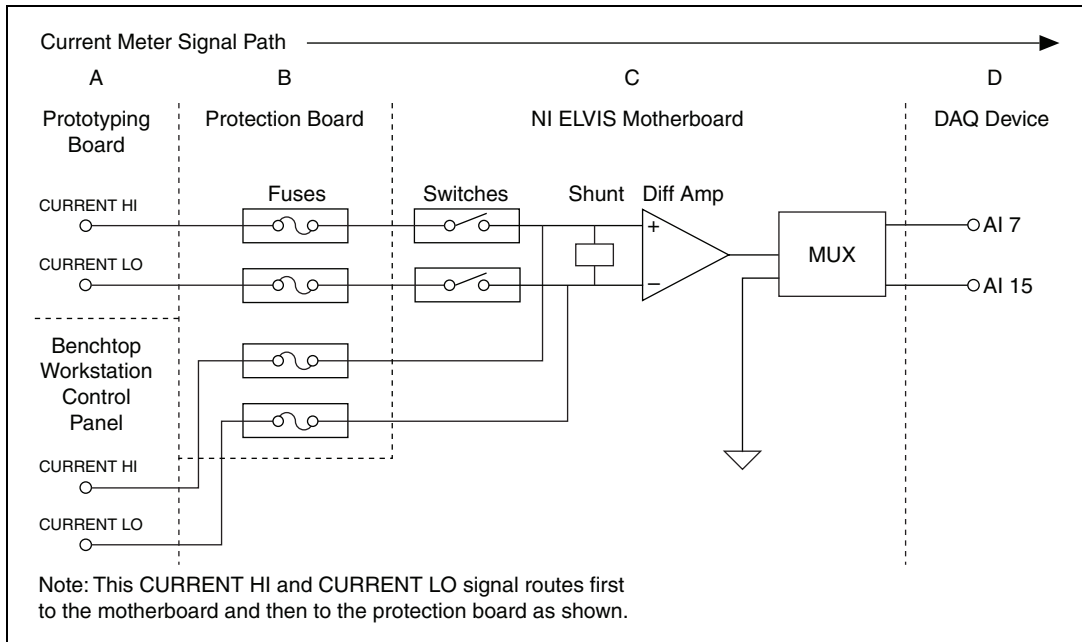 Current Meter Signal Path
A
B
C
D
Prototyping
Board
Protection Board
NI ELVIS Motherboard
DAQ Device
Fuses
Switches
Shunt
Diff Amp
CURRENT HI
CURRENT LO
+
−
MUX
AI 7
AI 15
Benchtop
Workstation
Control
Panel
CURRENT HI
CURRENT LO
Note: This CURRENT HI and CURRENT LO signal routes first
to the motherboard and then to the protection board as shown.